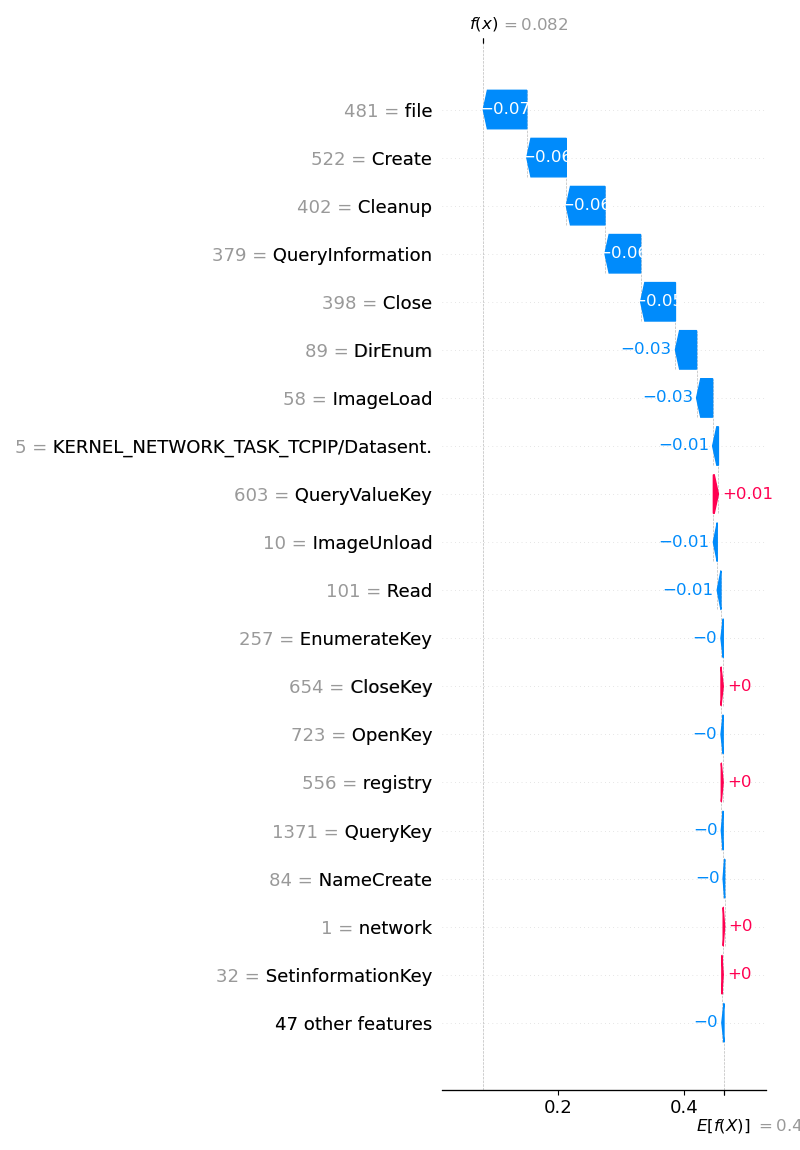 f(x) = 0.082
481 = file −0.07
522 = Create −0.06
402 = Cleanup −0.06
379 = QueryInformation −0.06
398 = Close −0.05
89 = DirEnum −0.03
58 = ImageLoad −0.03
5 = KERNEL_NETWORK_TASK_TCPIP/Datasent. −0.01
603 = QueryValueKey +0.01
10 = ImageUnload −0.01
101 = Read −0.01
257 = EnumerateKey −0
654 = CloseKey +0
723 = OpenKey −0
556 = registry +0
1371 = QueryKey −0
84 = NameCreate −0
1 = network +0
32 = SetinformationKey +0
47 other features −0
0.2 0.4
E[f(X)] = 0.4